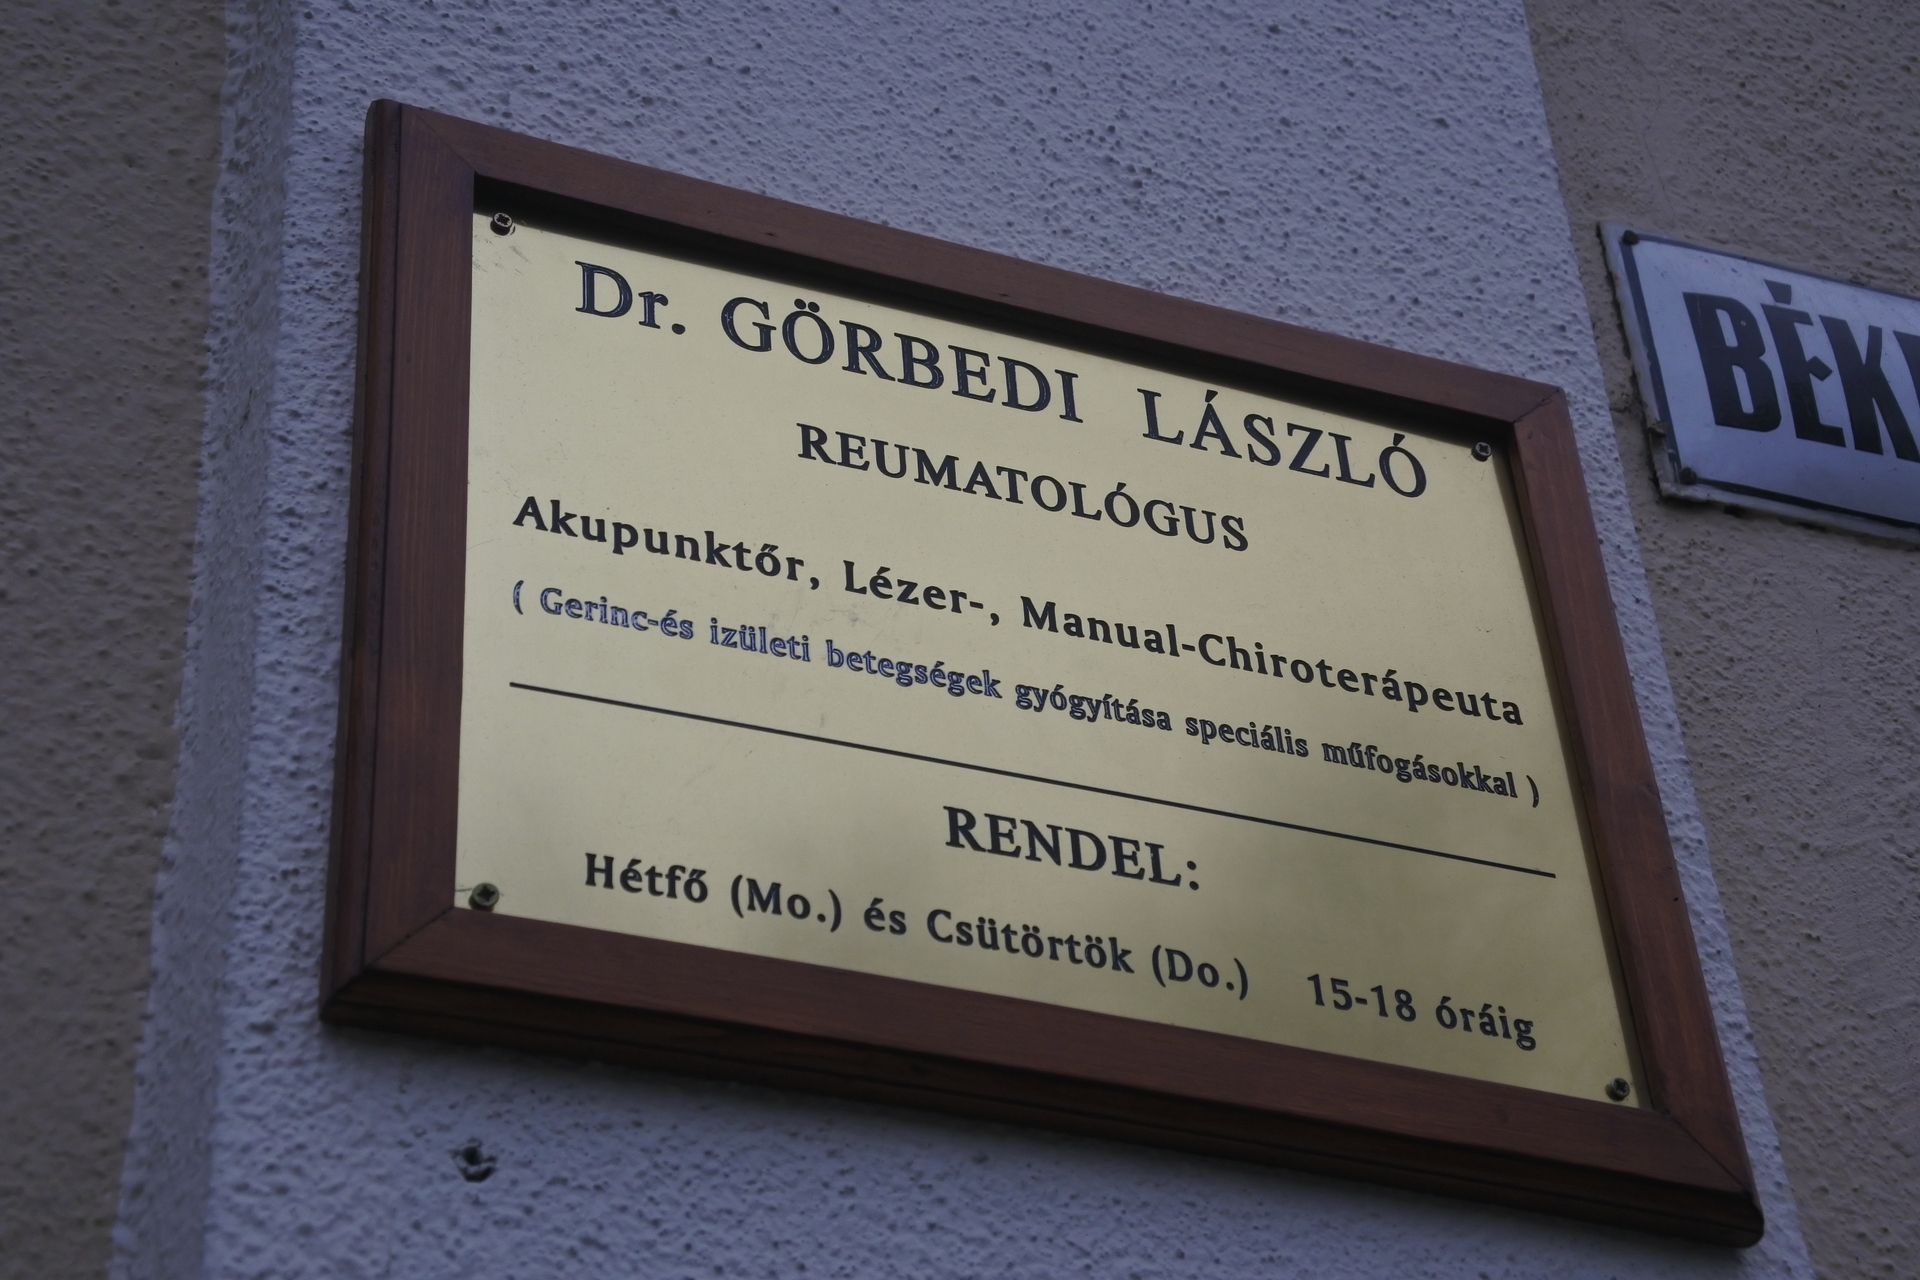 Dr. GÖRBEDI LÁSZLÓ
REUMATOLÓGUS
Akupunktőr, Lézer-, Manual-Chiroterápeuta
( Gerinc-és izületi betegségek gyógyítása speciális műfogásokkal )
RENDEL:
Hétfő (Mo.) és Csütörtök (Do.) 15-18 óráig